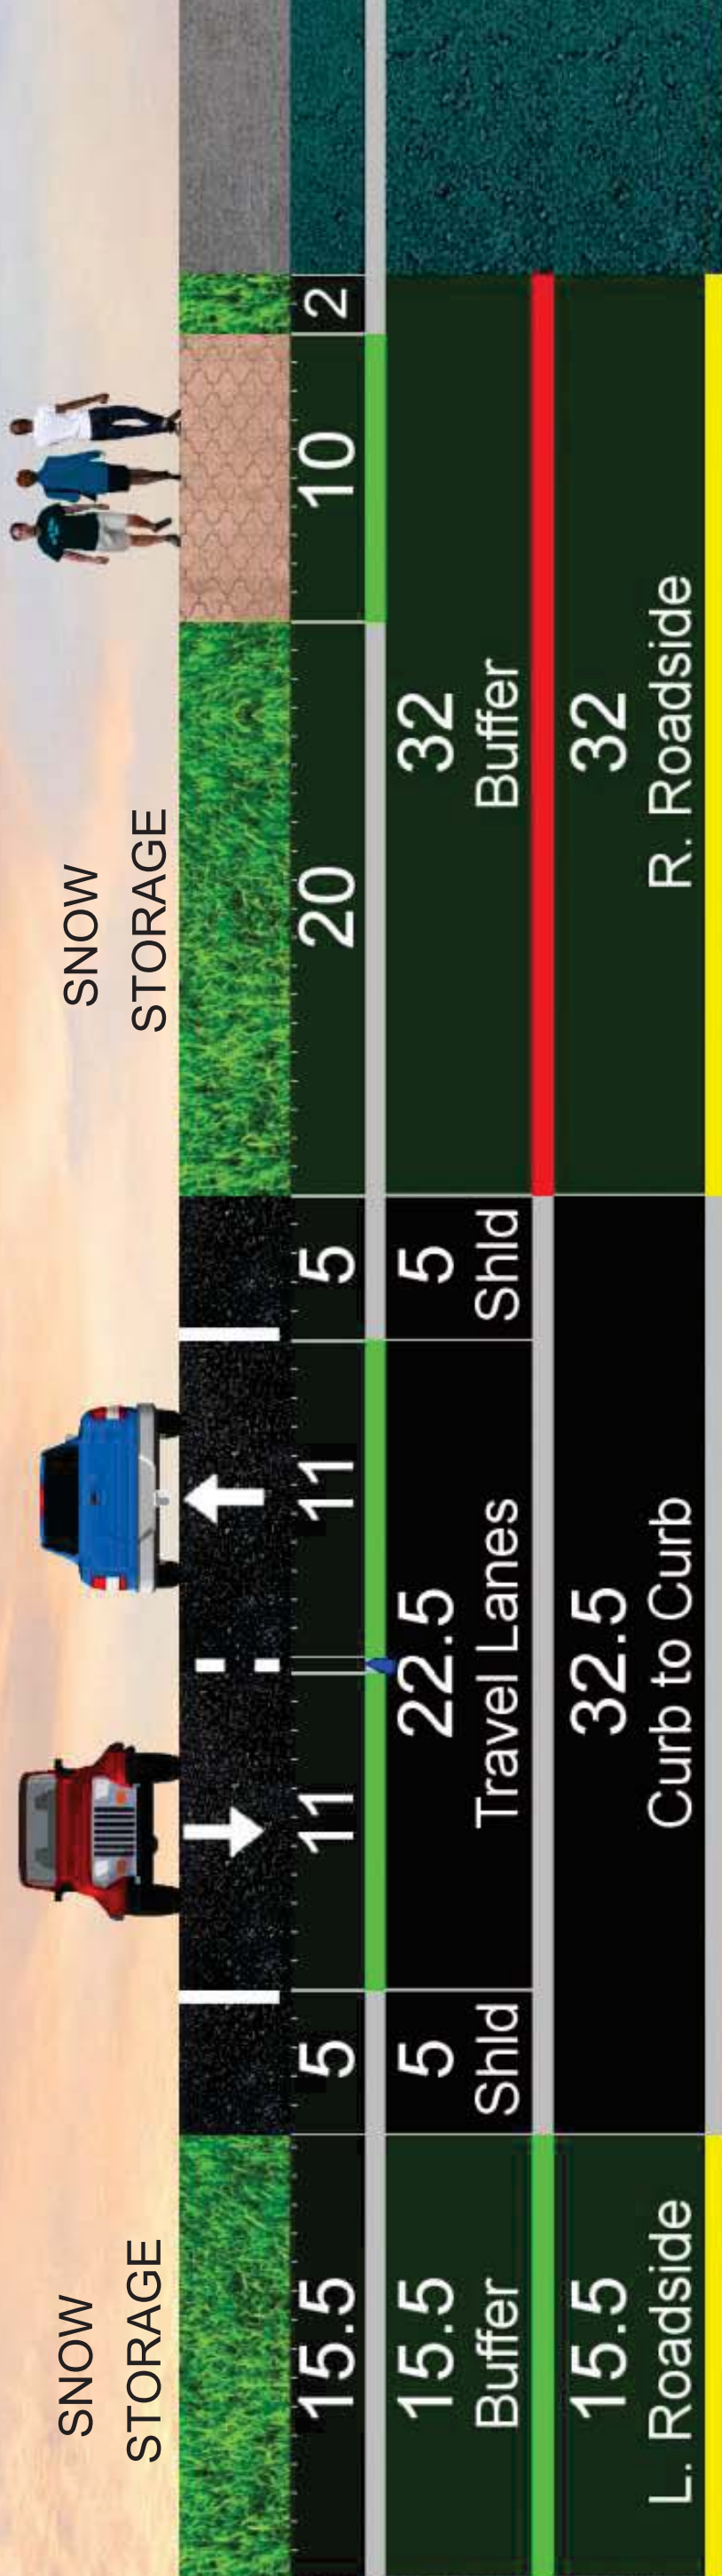 SNOW
STORAGE
SNOW
STORAGE
15.5
5
11
11
5
20
10
2
15.5
Buffer
5
Shld
22.5
Travel Lanes
5
Shld
32
Buffer
15.5
L. Roadside
32.5
Curb to Curb
32
R. Roadside